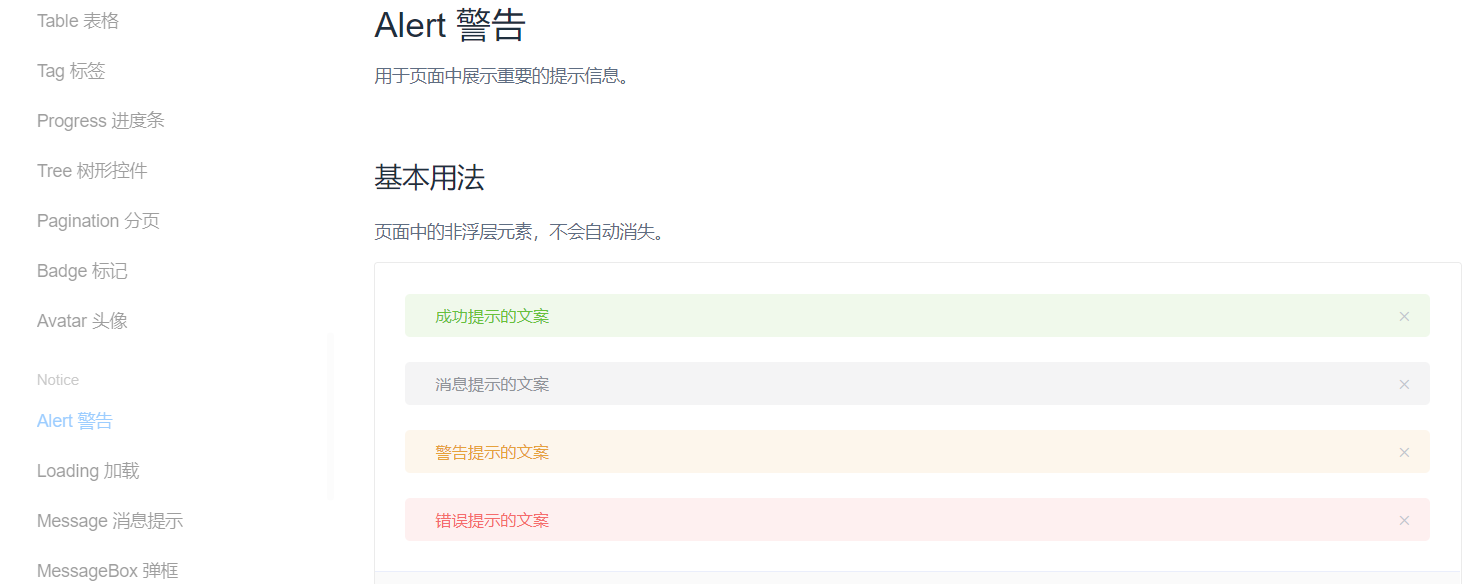 Table 表格
Tag 标签
Progress 进度条
Tree 树形控件
Pagination 分页
Badge 标记
Avatar 头像
Notice
Alert 警告
Loading 加载
Message 消息提示
MessageBox 弹框
Alert 警告
用于页面中展示重要的提示信息。
基本用法
页面中的非浮层元素，不会自动消失。
成功提示的文案
消息提示的文案
警告提示的文案
错误提示的文案